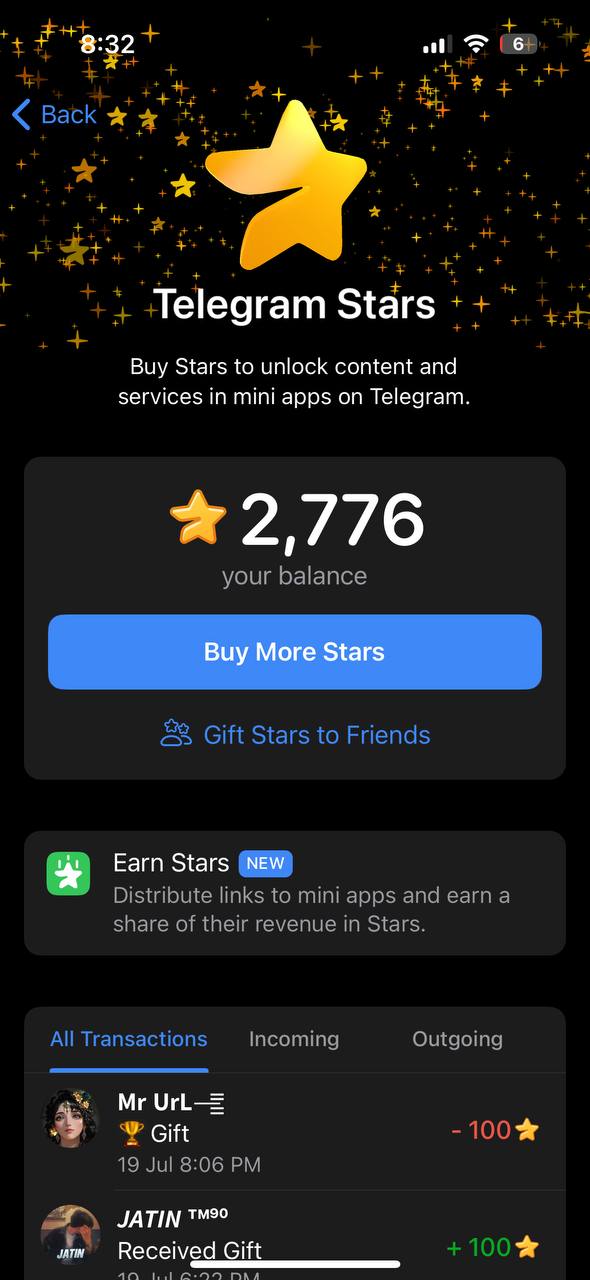 8:32
6
Back
Telegram Stars
Buy Stars to unlock content and
services in mini apps on Telegram.
2,776
your balance
Buy More Stars
Gift Stars to Friends
Earn Stars NEW
Distribute links to mini apps and earn a
share of their revenue in Stars.
All Transactions Incoming Outgoing
Mr UrL
🏆 Gift
- 100
19 Jul 8:06 PM
JATIN ᵀᴹ⁹⁰
JATIN
Received Gift
+ 100
19 Jul 6:22 PM